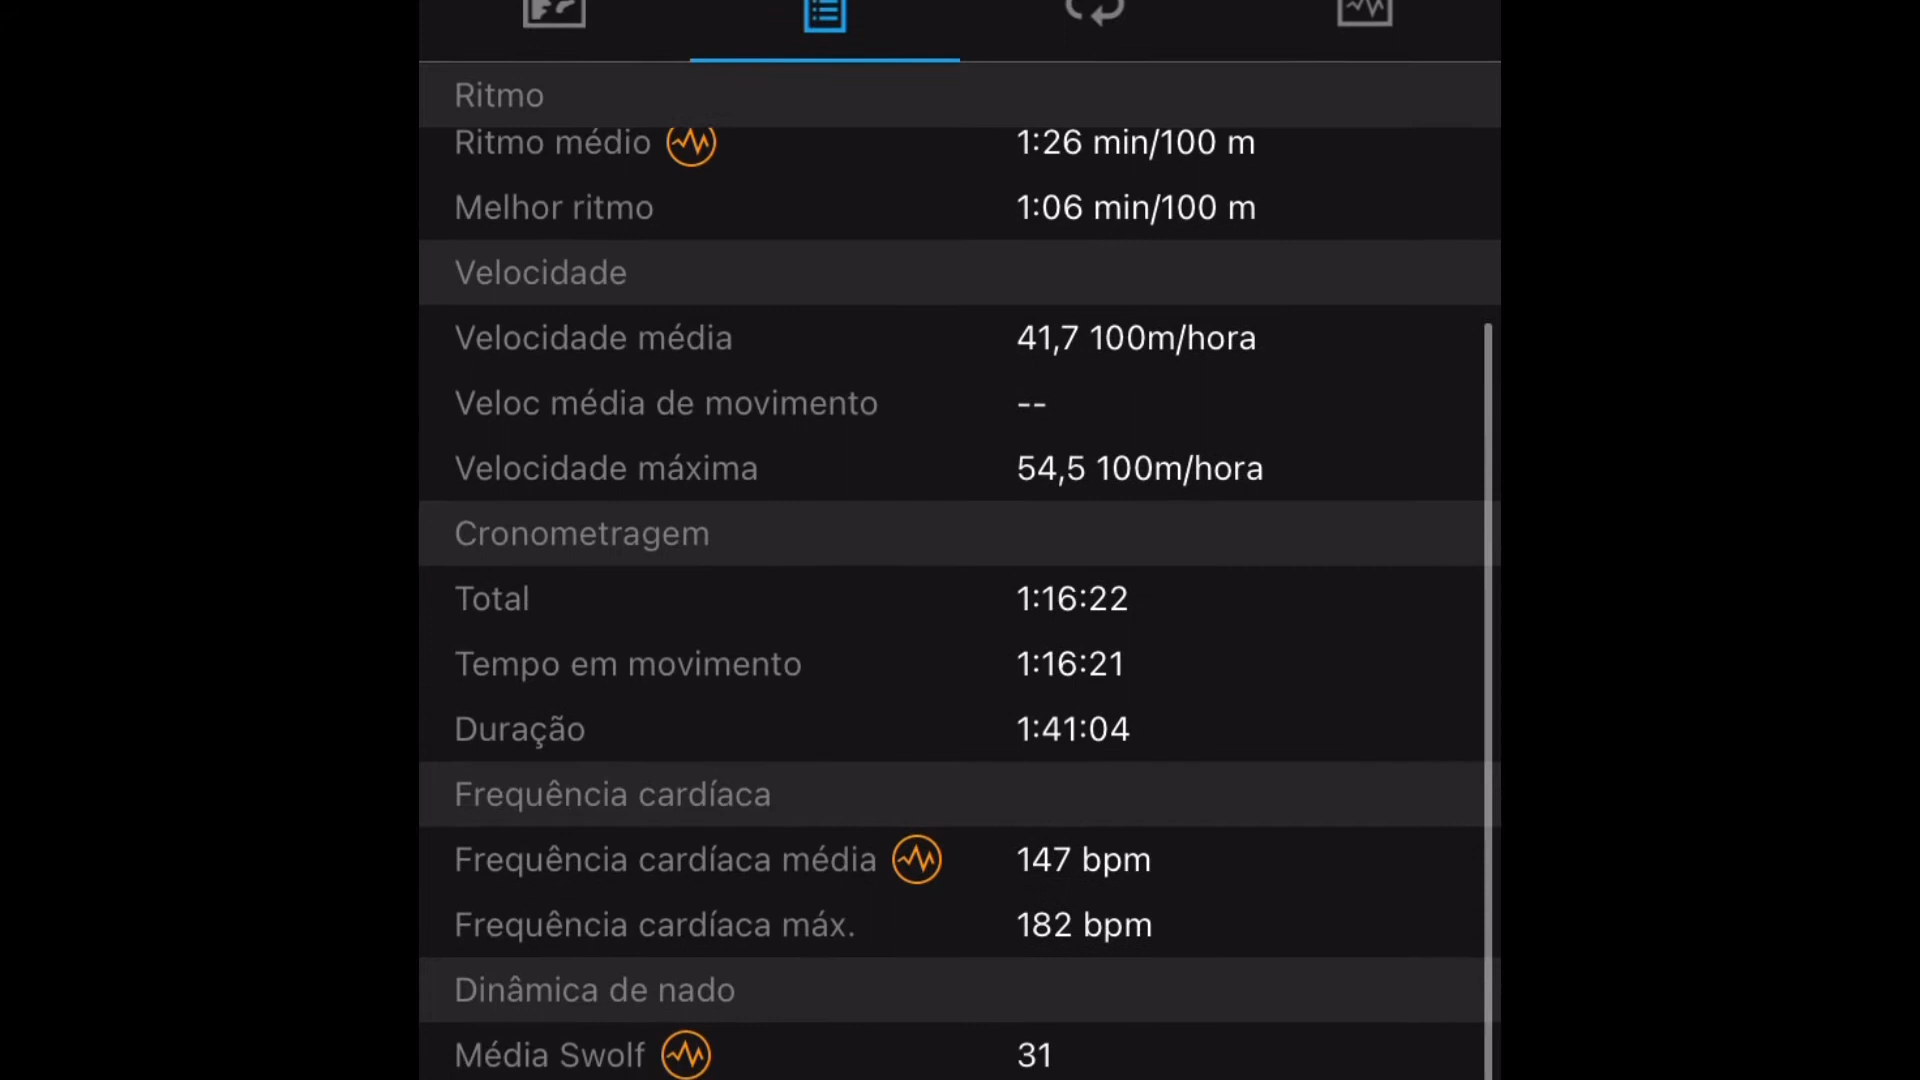 Ritmo
Ritmo médio 1:26 min/100 m
Melhor ritmo 1:06 min/100 m
Velocidade
Velocidade média 41,7 100m/hora
Veloc média de movimento --
Velocidade máxima 54,5 100m/hora
Cronometragem
Total 1:16:22
Tempo em movimento 1:16:21
Duração 1:41:04
Frequência cardíaca
Frequência cardíaca média 147 bpm
Frequência cardíaca máx. 182 bpm
Dinâmica de nado
Média Swolf 31